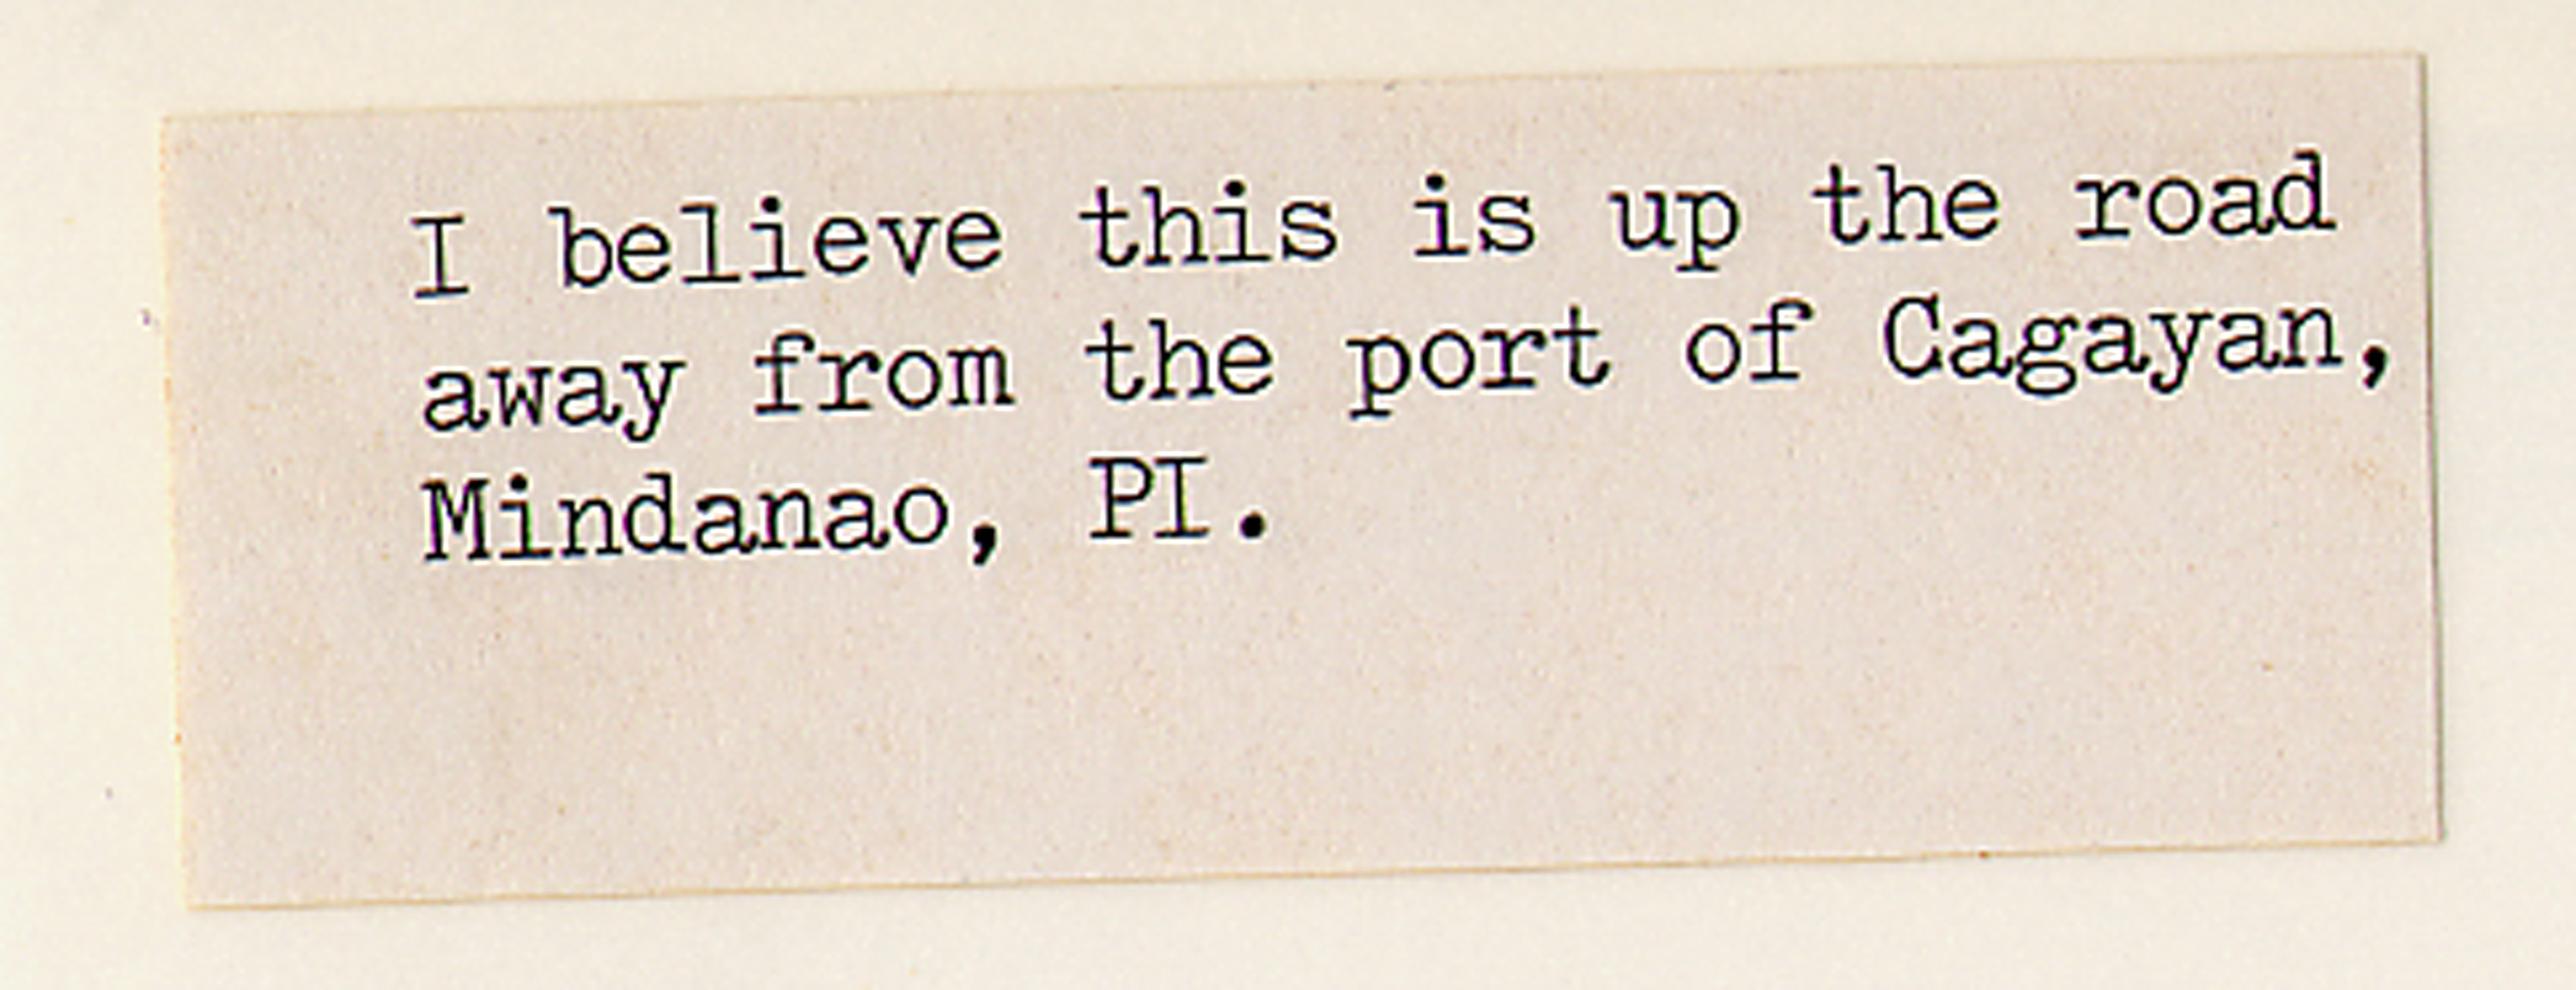 I believe this is up the road
away from the port of Cagayan,
Mindanao, PI.